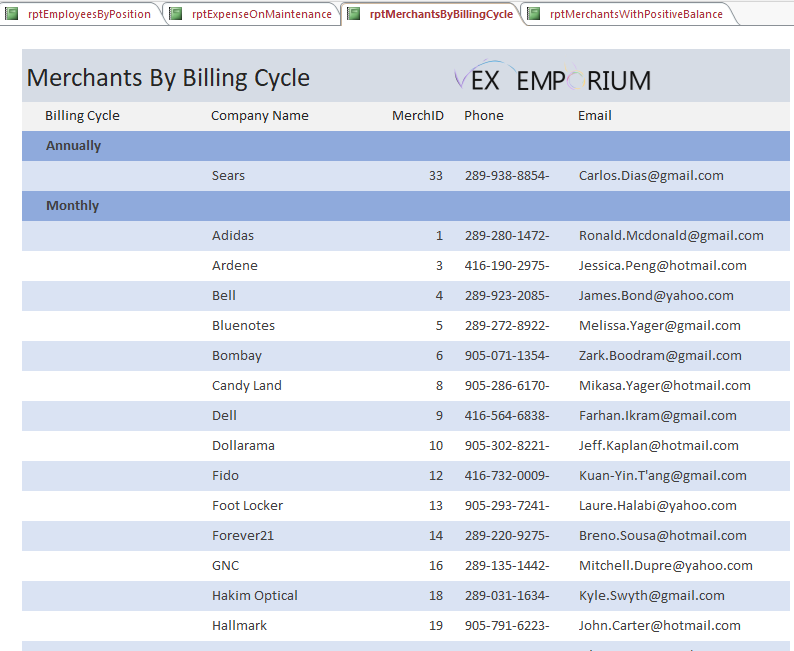 rptEmployeesByPosition rptExpenseOnMaintenance rptMerchantsByBillingCycle rptMerchantsWithPositiveBalance
Merchants By Billing Cycle VEX EMPORIUM
Billing Cycle Company Name MerchID Phone Email
Annually
Sears 33 289-938-8854- Carlos.Dias@gmail.com
Monthly
Adidas 1 289-280-1472- Ronald.Mcdonald@gmail.com
Ardene 3 416-190-2975- Jessica.Peng@hotmail.com
Bell 4 289-923-2085- James.Bond@yahoo.com
Bluenotes 5 289-272-8922- Melissa.Yager@gmail.com
Bombay 6 905-071-1354- Zark.Boodram@gmail.com
Candy Land 8 905-286-6170- Mikasa.Yager@hotmail.com
Dell 9 416-564-6838- Farhan.Ikram@gmail.com
Dollarama 10 905-302-8221- Jeff.Kaplan@hotmail.com
Fido 12 416-732-0009- Kuan-Yin.T'ang@gmail.com
Foot Locker 13 905-293-7241- Laure.Halabi@yahoo.com
Forever21 14 289-220-9275- Breno.Sousa@hotmail.com
GNC 16 289-135-1442- Mitchell.Dupre@yahoo.com
Hakim Optical 18 289-031-1634- Kyle.Swyth@gmail.com
Hallmark 19 905-791-6223- John.Carter@hotmail.com